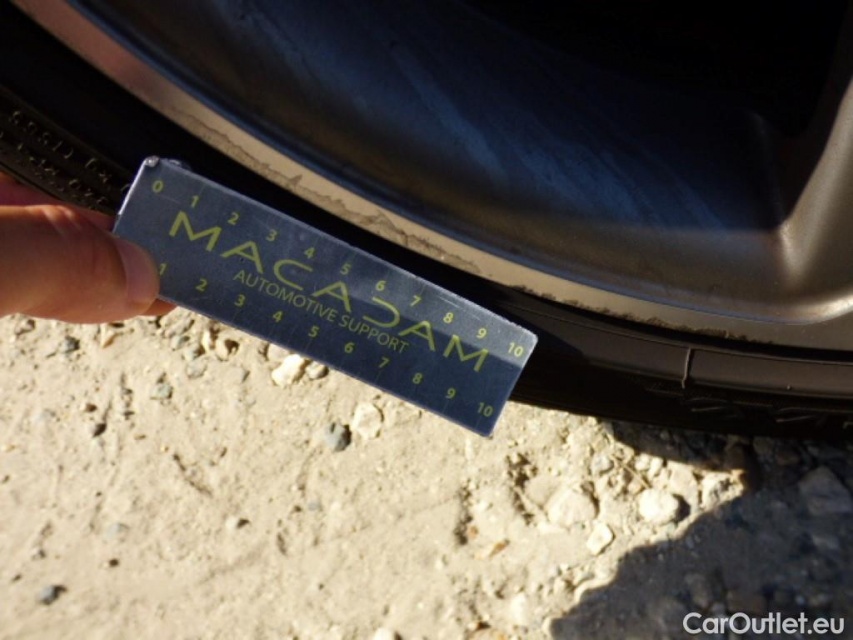 0 1 2 3 4 5 6 7 8 9 10
MACADAM
AUTOMOTIVE SUPPORT
1 2 3 4 5 6 7 8 9 10
CarOutlet.eu